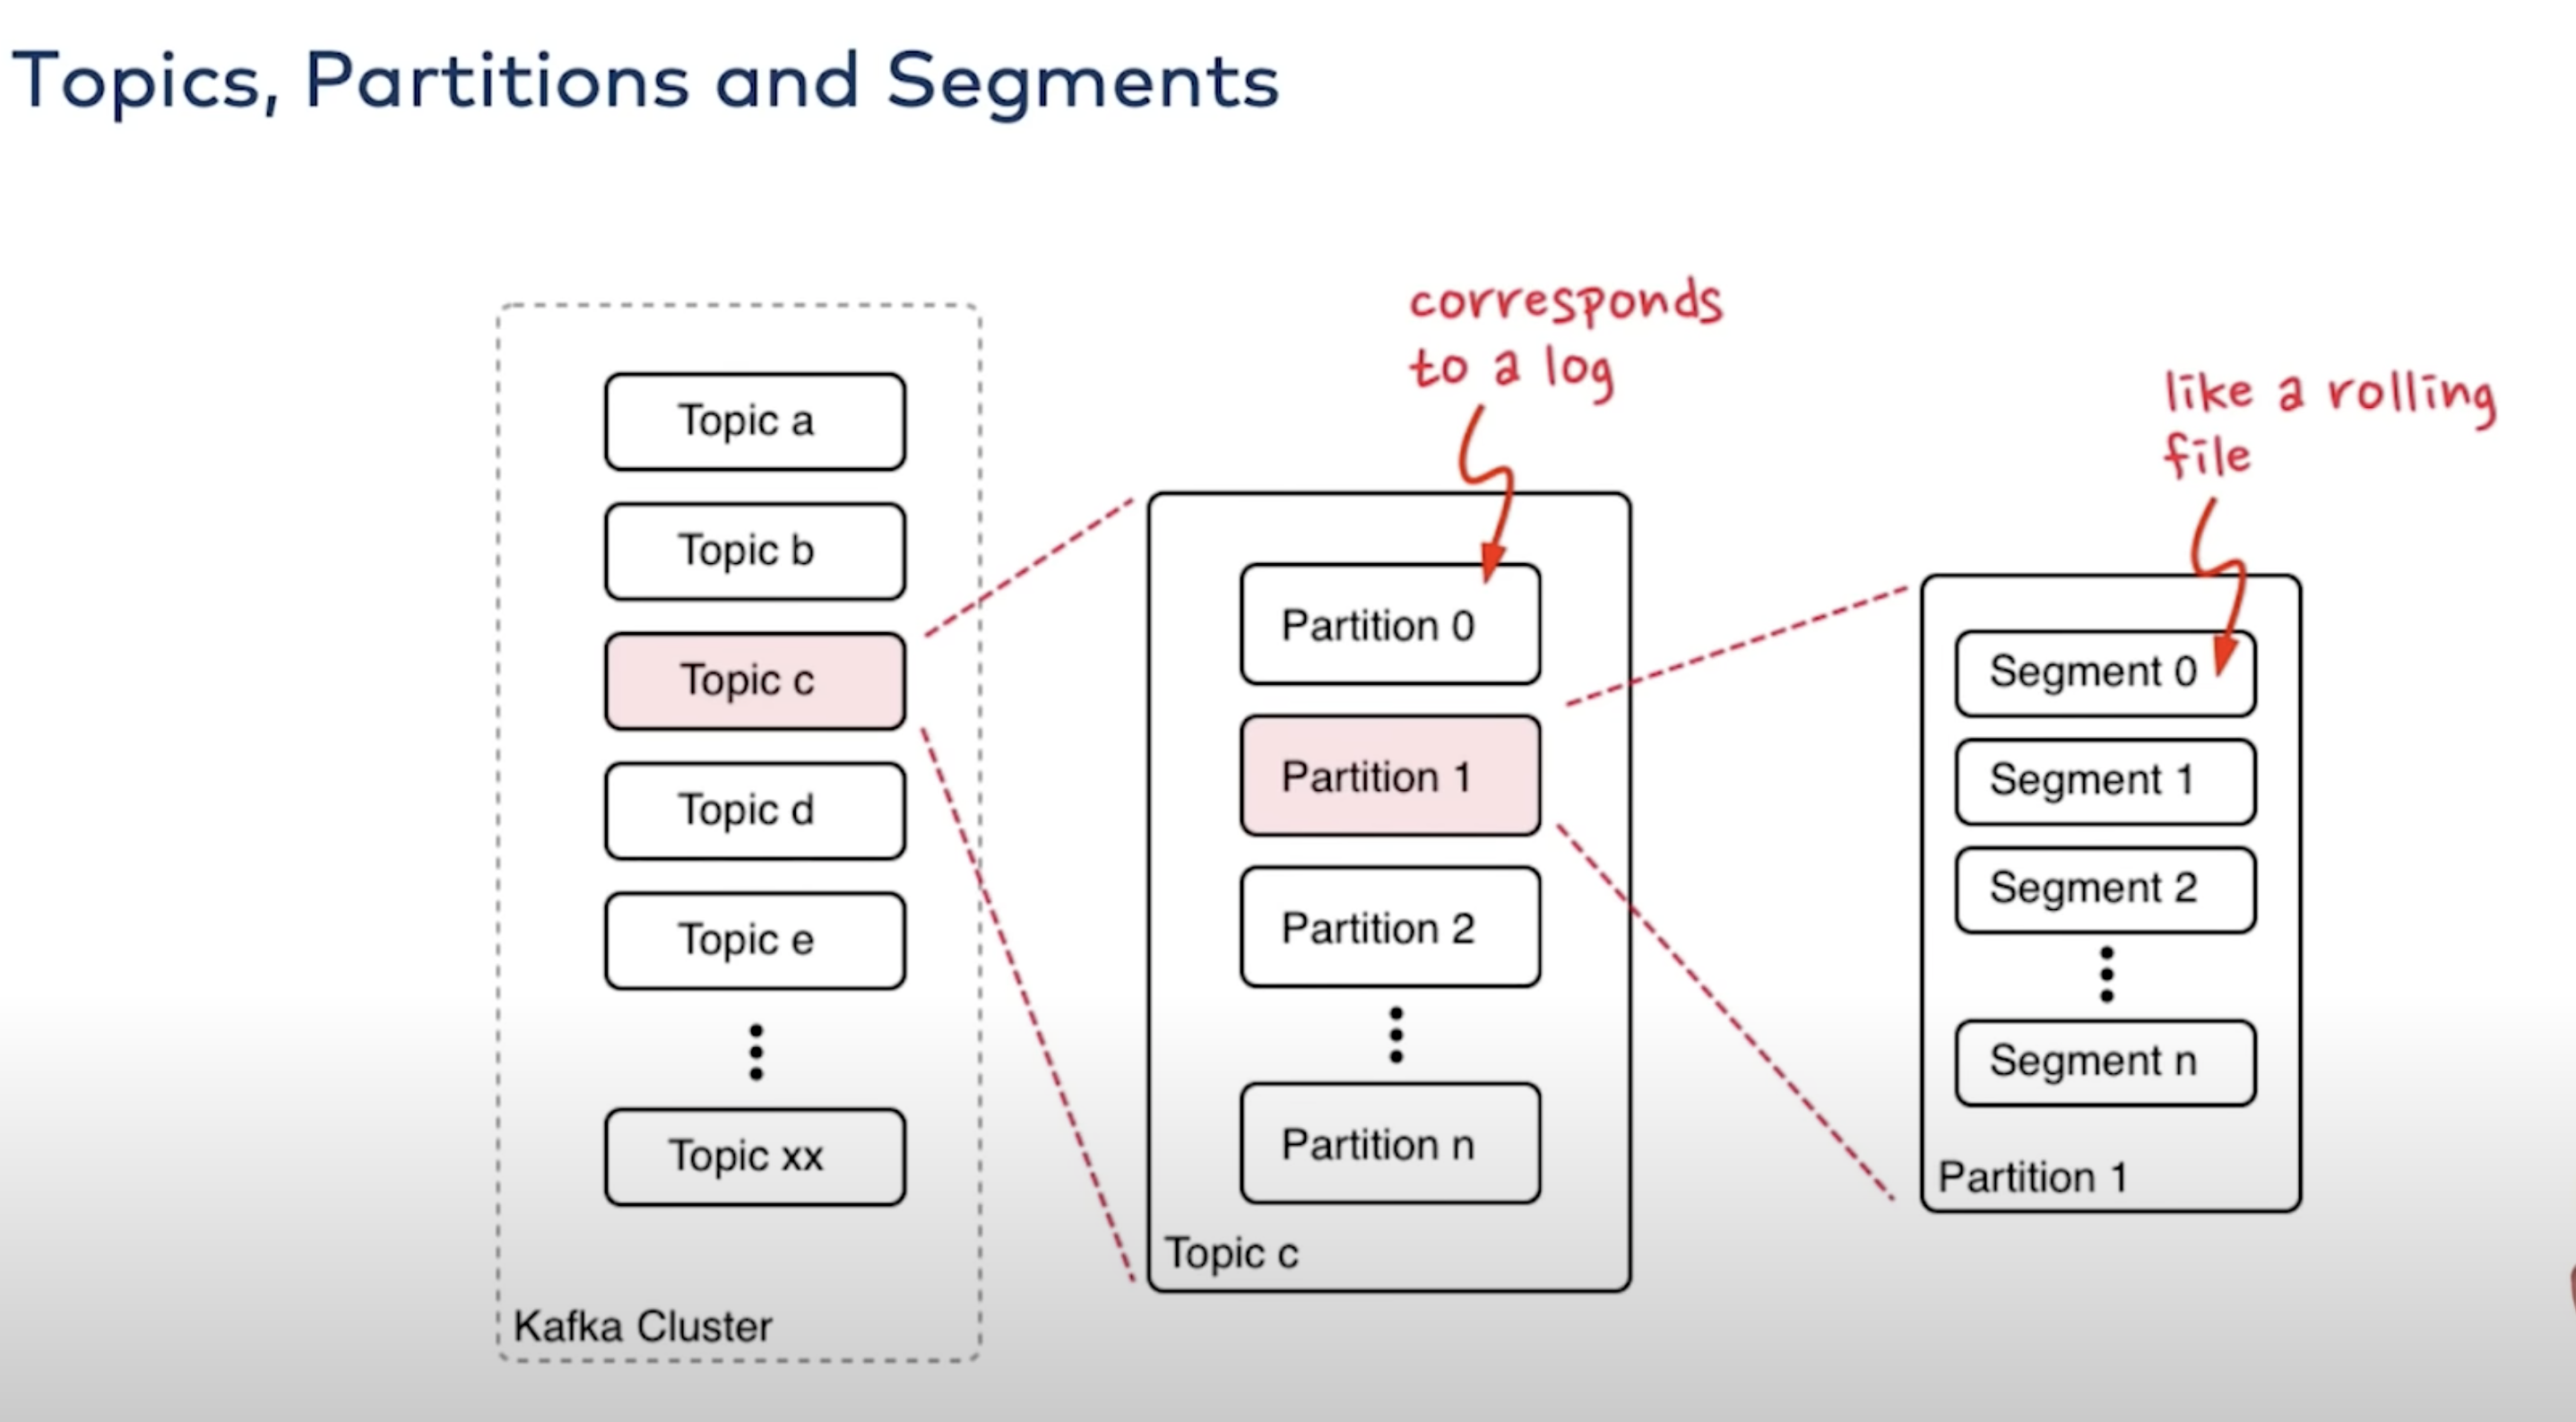 Topics, Partitions and Segments
Topic a
Topic b
Topic c
Topic d
Topic e
Topic xx
Kafka Cluster
corresponds
to a log
Partition 0
Partition 1
Partition 2
Partition n
Topic c
like a rolling
file
Segment 0
Segment 1
Segment 2
Segment n
Partition 1